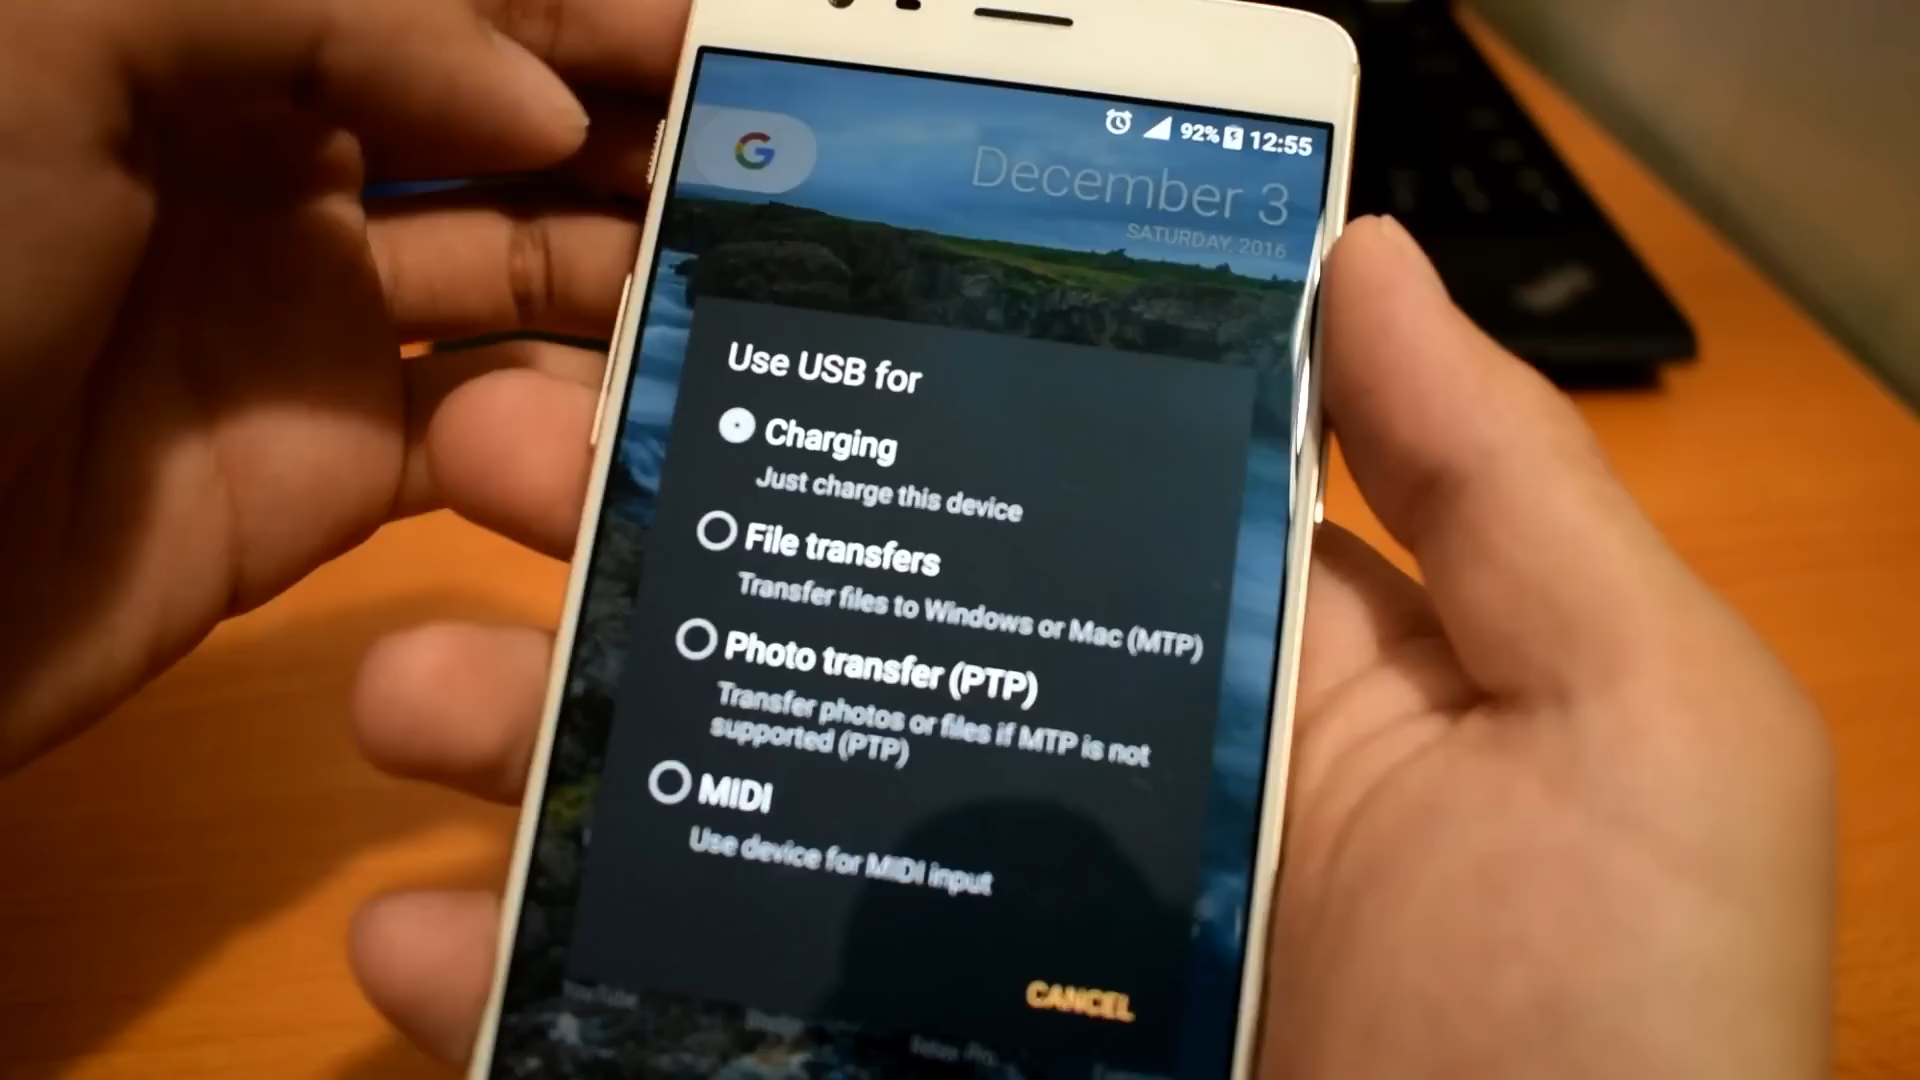 92% 12:55
December 3
SATURDAY, 2016
Use USB for
Charging
Just charge this device
File transfers
Transfer files to Windows or Mac (MTP)
Photo transfer (PTP)
Transfer photos or files if MTP is not
supported (PTP)
MIDI
Use device for MIDI input
CANCEL
YouTube